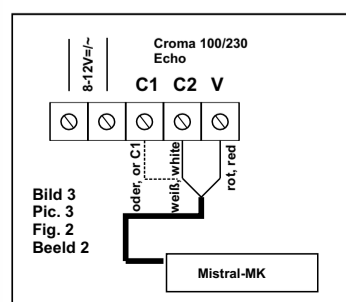 Croma 100/230
Echo
8-12V=/~
C1 C2 V
oder, or C1
weiß, white
rot, red
Bild 3
Pic. 3
Fig. 2
Beeld 2
Mistral-MK